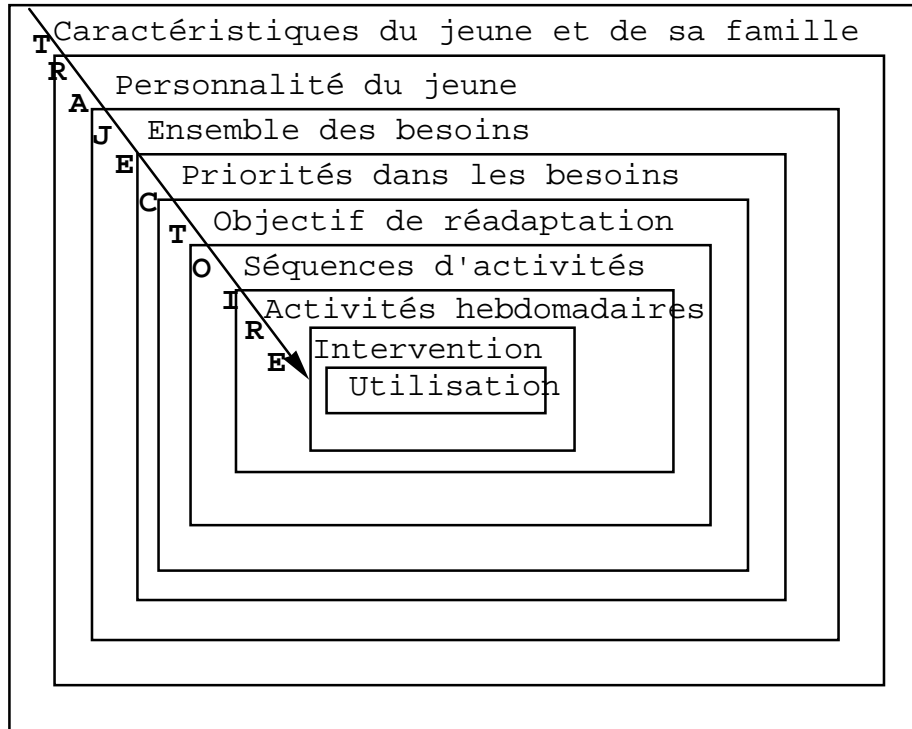 Caractéristiques du jeune et de sa famille
Personnalité du jeune
Ensemble des besoins
Priorités dans les besoins
Objectif de réadaptation
Séquences d'activités
Activités hebdomadaires
Intervention
Utilisation
TRAJECTOIRE